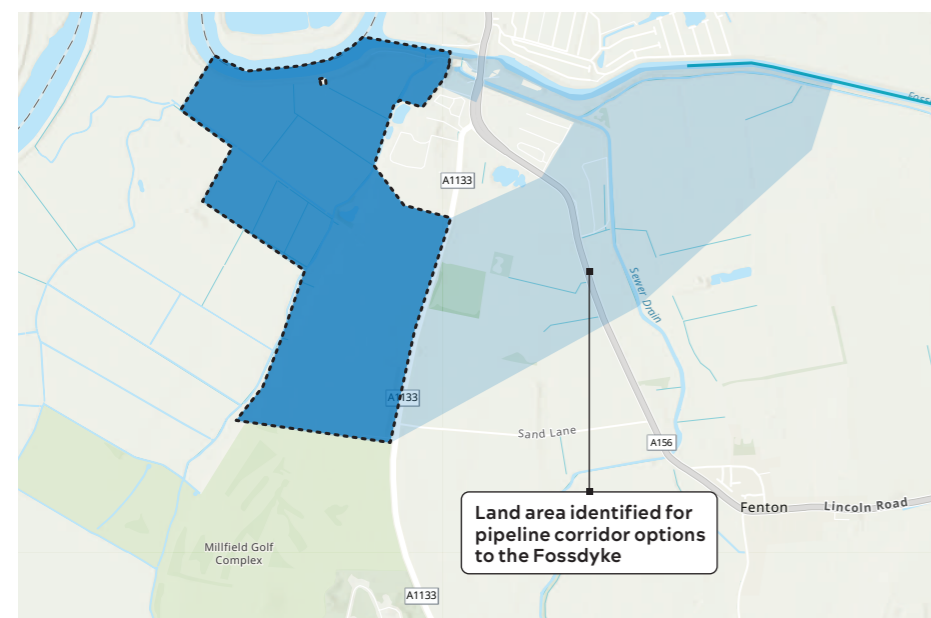 Foss
A1133
Sewer Drain
A1133
Sand Lane
A156
Land area identified for
pipeline corridor options
to the Fossdyke
Fenton
Lincoln Road
Millfield Golf
Complex
A1133